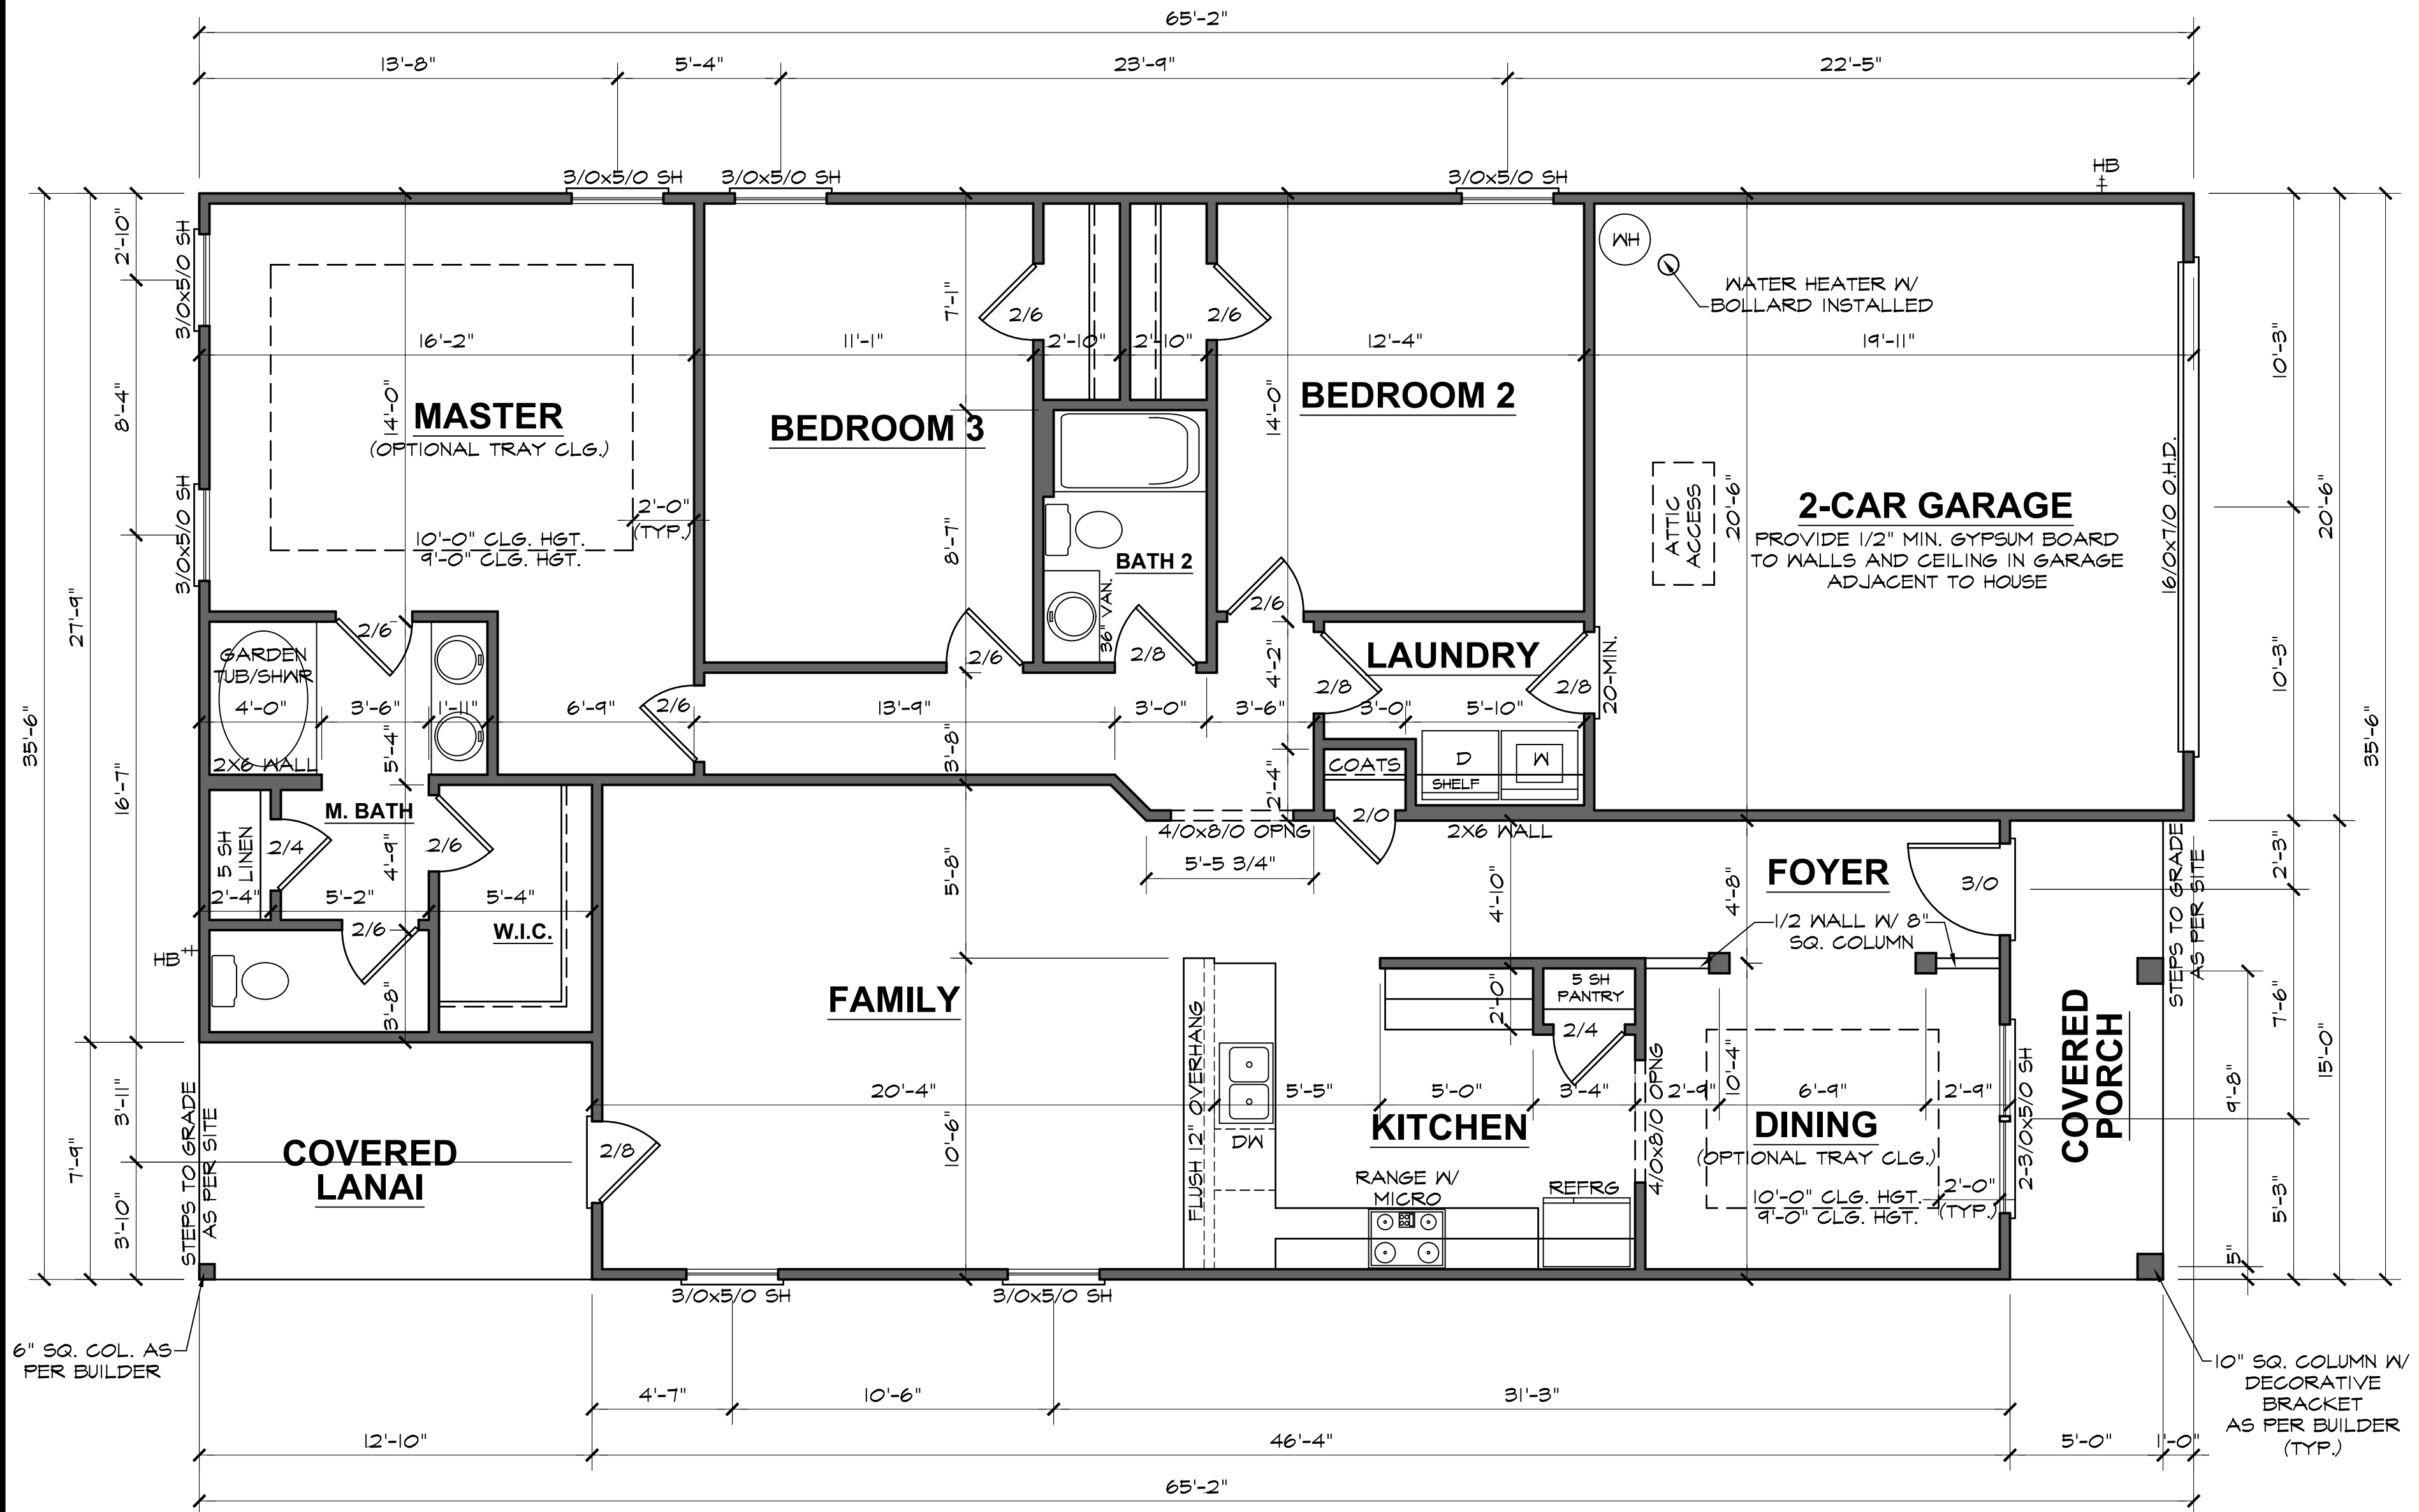 65'-2"
13'-8"
5'-4"
23'-9"
22'-5"
HB
3/0x5/0 SH
3/0x5/0 SH
3/0x5/0 SH
2'-10"
3/0x5/0 SH
8'-4"
3/0x5/0 SH
27'-9"
35'-6"
16'-7"
WH
WATER HEATER W/
BOLLARD INSTALLED
7'-1"
2/6
2/6
16'-2"
11'-1"
2'-10"
2'-10"
12'-4"
19'-11"
10'-3"
14'-0"
MASTER
(OPTIONAL TRAY CLG.)
2'-0"
(TYP.)
10'-0" CLG. HGT.
9'-0" CLG. HGT.
BEDROOM 3
8'-7"
14'-0"
BEDROOM 2
ATTIC
ACCESS
20'-6"
2-CAR GARAGE
PROVIDE 1/2" MIN. GYPSUM BOARD
TO WALLS AND CEILING IN GARAGE
ADJACENT TO HOUSE
16/0x7/0 O.H.D.
20'-6"
35'-6"
10'-3"
BATH 2
36" VAN.
2/6
2/6
2/8
2/6
GARDEN
TUB/SHWR
4'-0"
3'-6"
1'-11"
6'-9"
2/6
13'-9"
3'-0"
3'-6"
4'-2"
LAUNDRY
2/8
2/8
20-MIN.
3'-0"
5'-10"
2X6 WALL
5'-4"
3'-8"
2'-4"
COATS
D
W
SHELF
2/0
M. BATH
5 SH
LINEN
2/4
4'-9"
2/6
2'-4"
5'-2"
5'-4"
2/6
W.I.C.
HB
3'-8"
4/0x8/0 OPNG
5'-5 3/4"
2X6 WALL
5'-8"
4'-10"
FOYER
3/0
4'-8"
1/2 WALL W/ 8"
SQ. COLUMN
STEPS TO GRADE
AS PER SITE
2'-3"
7'-6"
15'-0"
9'-8"
5'-3"
5"
FAMILY
2'-0"
5 SH
PANTRY
2/4
FLUSH 12" OVERHANG
20'-4"
5'-5"
5'-0"
3'-4"
2'-9"
6'-9"
2'-9"
10'-4"
4/0x8/0 OPNG
10'-6"
DW
KITCHEN
RANGE W/
MICRO
REFRG
DINING
(OPTIONAL TRAY CLG.)
10'-0" CLG. HGT.
9'-0" CLG. HGT.
2'-0"
(TYP.)
2-3/0x5/0 SH
COVERED
PORCH
7'-9"
3'-11"
3'-10"
STEPS TO GRADE
AS PER SITE
COVERED
LANAI
2/8
3/0x5/0 SH
3/0x5/0 SH
6" SQ. COL. AS
PER BUILDER
10" SQ. COLUMN W/
DECORATIVE
BRACKET
AS PER BUILDER
(TYP.)
4'-7"
10'-6"
31'-3"
12'-10"
46'-4"
5'-0"
1'-0"
65'-2"